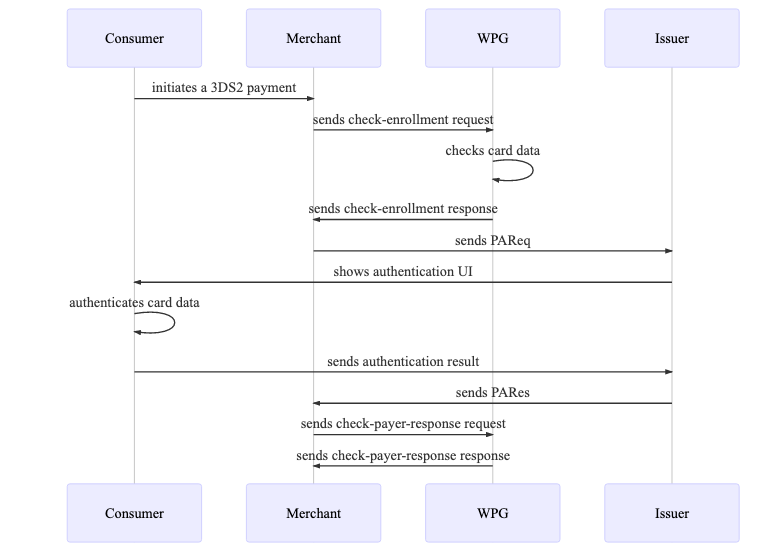 Consumer
Merchant
WPG
Issuer
initiates a 3DS2 payment
sends check-enrollment request
checks card data
sends check-enrollment response
sends PAReq
shows authentication UI
authenticates card data
sends authentication result
sends PARes
sends check-payer-response request
sends check-payer-response response
Consumer
Merchant
WPG
Issuer